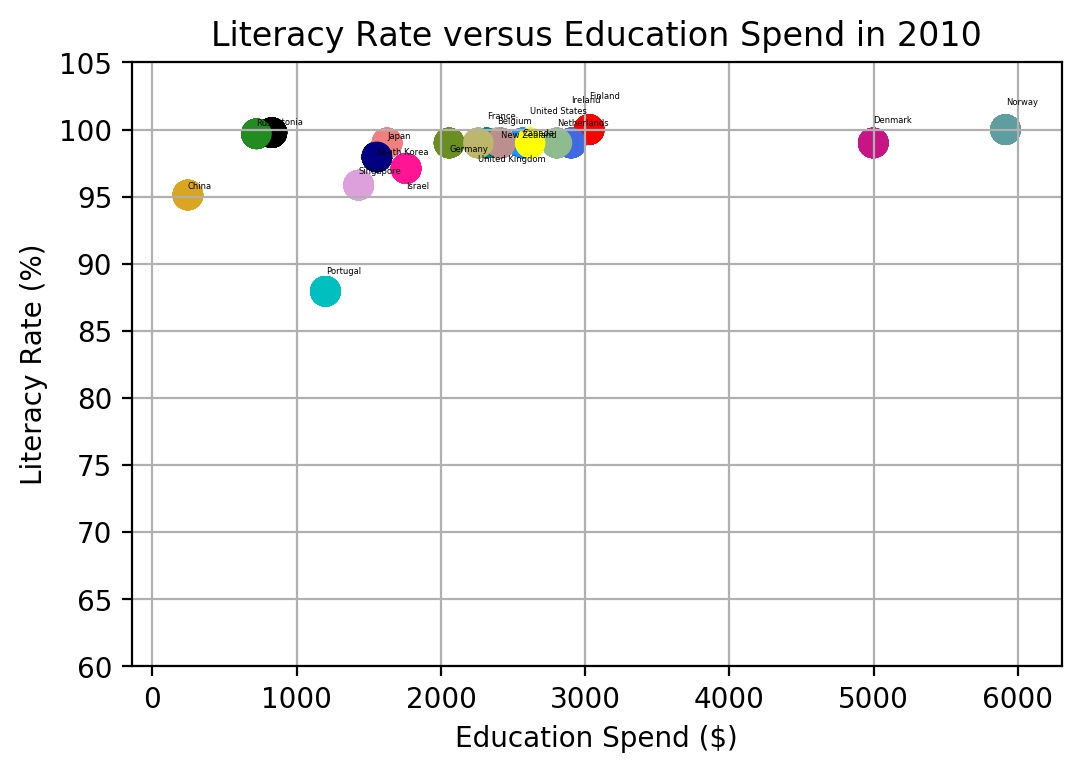 Literacy Rate versus Education Spend in 2010
Literacy Rate (%)
105
100
95
90
85
80
75
70
65
60
Finland
Ireland
Norway
United States
France
Belgium
Denmark
Netherlands
New Zealand
Canada
Japan
Germany
United Kingdom
Singapore
Israel
China
Portugal
0 1000 2000 3000 4000 5000 6000
Education Spend ($)